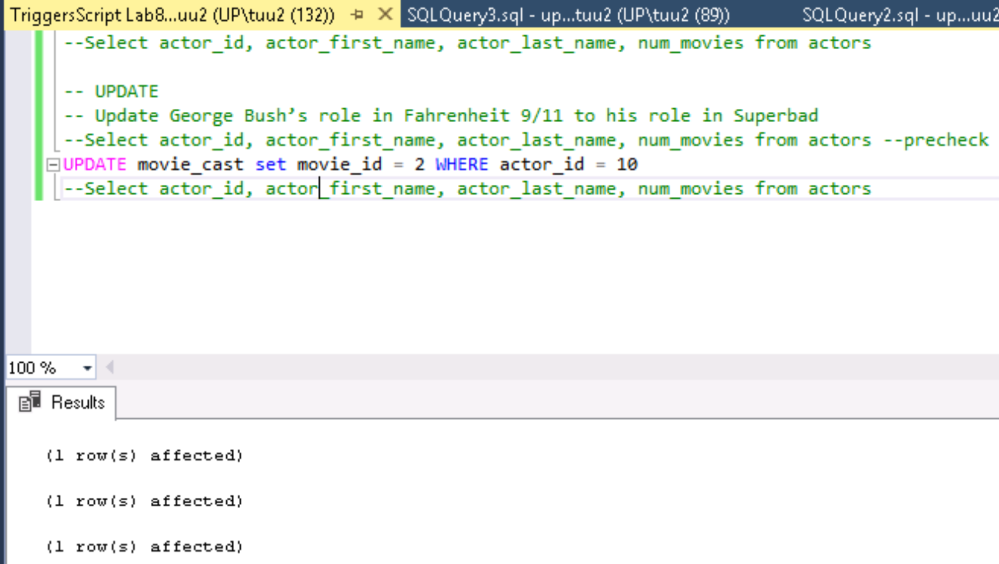 TriggersScript Lab8...uu2 (UP\tuu2 (132)) SQLQuery3.sql - up...tuu2 (UP\tuu2 (89)) SQLQuery2.sql - up...uu2
--Select actor_id, actor_first_name, actor_last_name, num_movies from actors
-- UPDATE
-- Update George Bush’s role in Fahrenheit 9/11 to his role in Superbad
--Select actor_id, actor_first_name, actor_last_name, num_movies from actors --precheck
UPDATE movie_cast set movie_id = 2 WHERE actor_id = 10
--Select actor_id, actor_first_name, actor_last_name, num_movies from actors
100 %
Results
(1 row(s) affected)
(1 row(s) affected)
(1 row(s) affected)